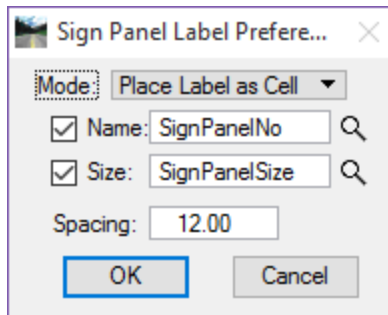 Sign Panel Label Prefere...
Mode: Place Label as Cell
Name: SignPanelNo
Size: SignPanelSize
Spacing: 12.00
OK Cancel